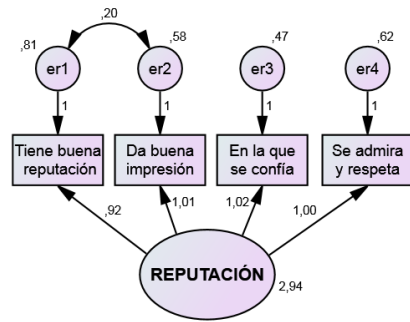 ,20
,81
,58
,47
,62
er1
er2
er3
er4
1
1
1
1
Tiene buena
reputación
Da buena
impresión
En la que
se confía
Se admira
y respeta
,92
1,01
1,02
1,00
REPUTACIÓN
2,94